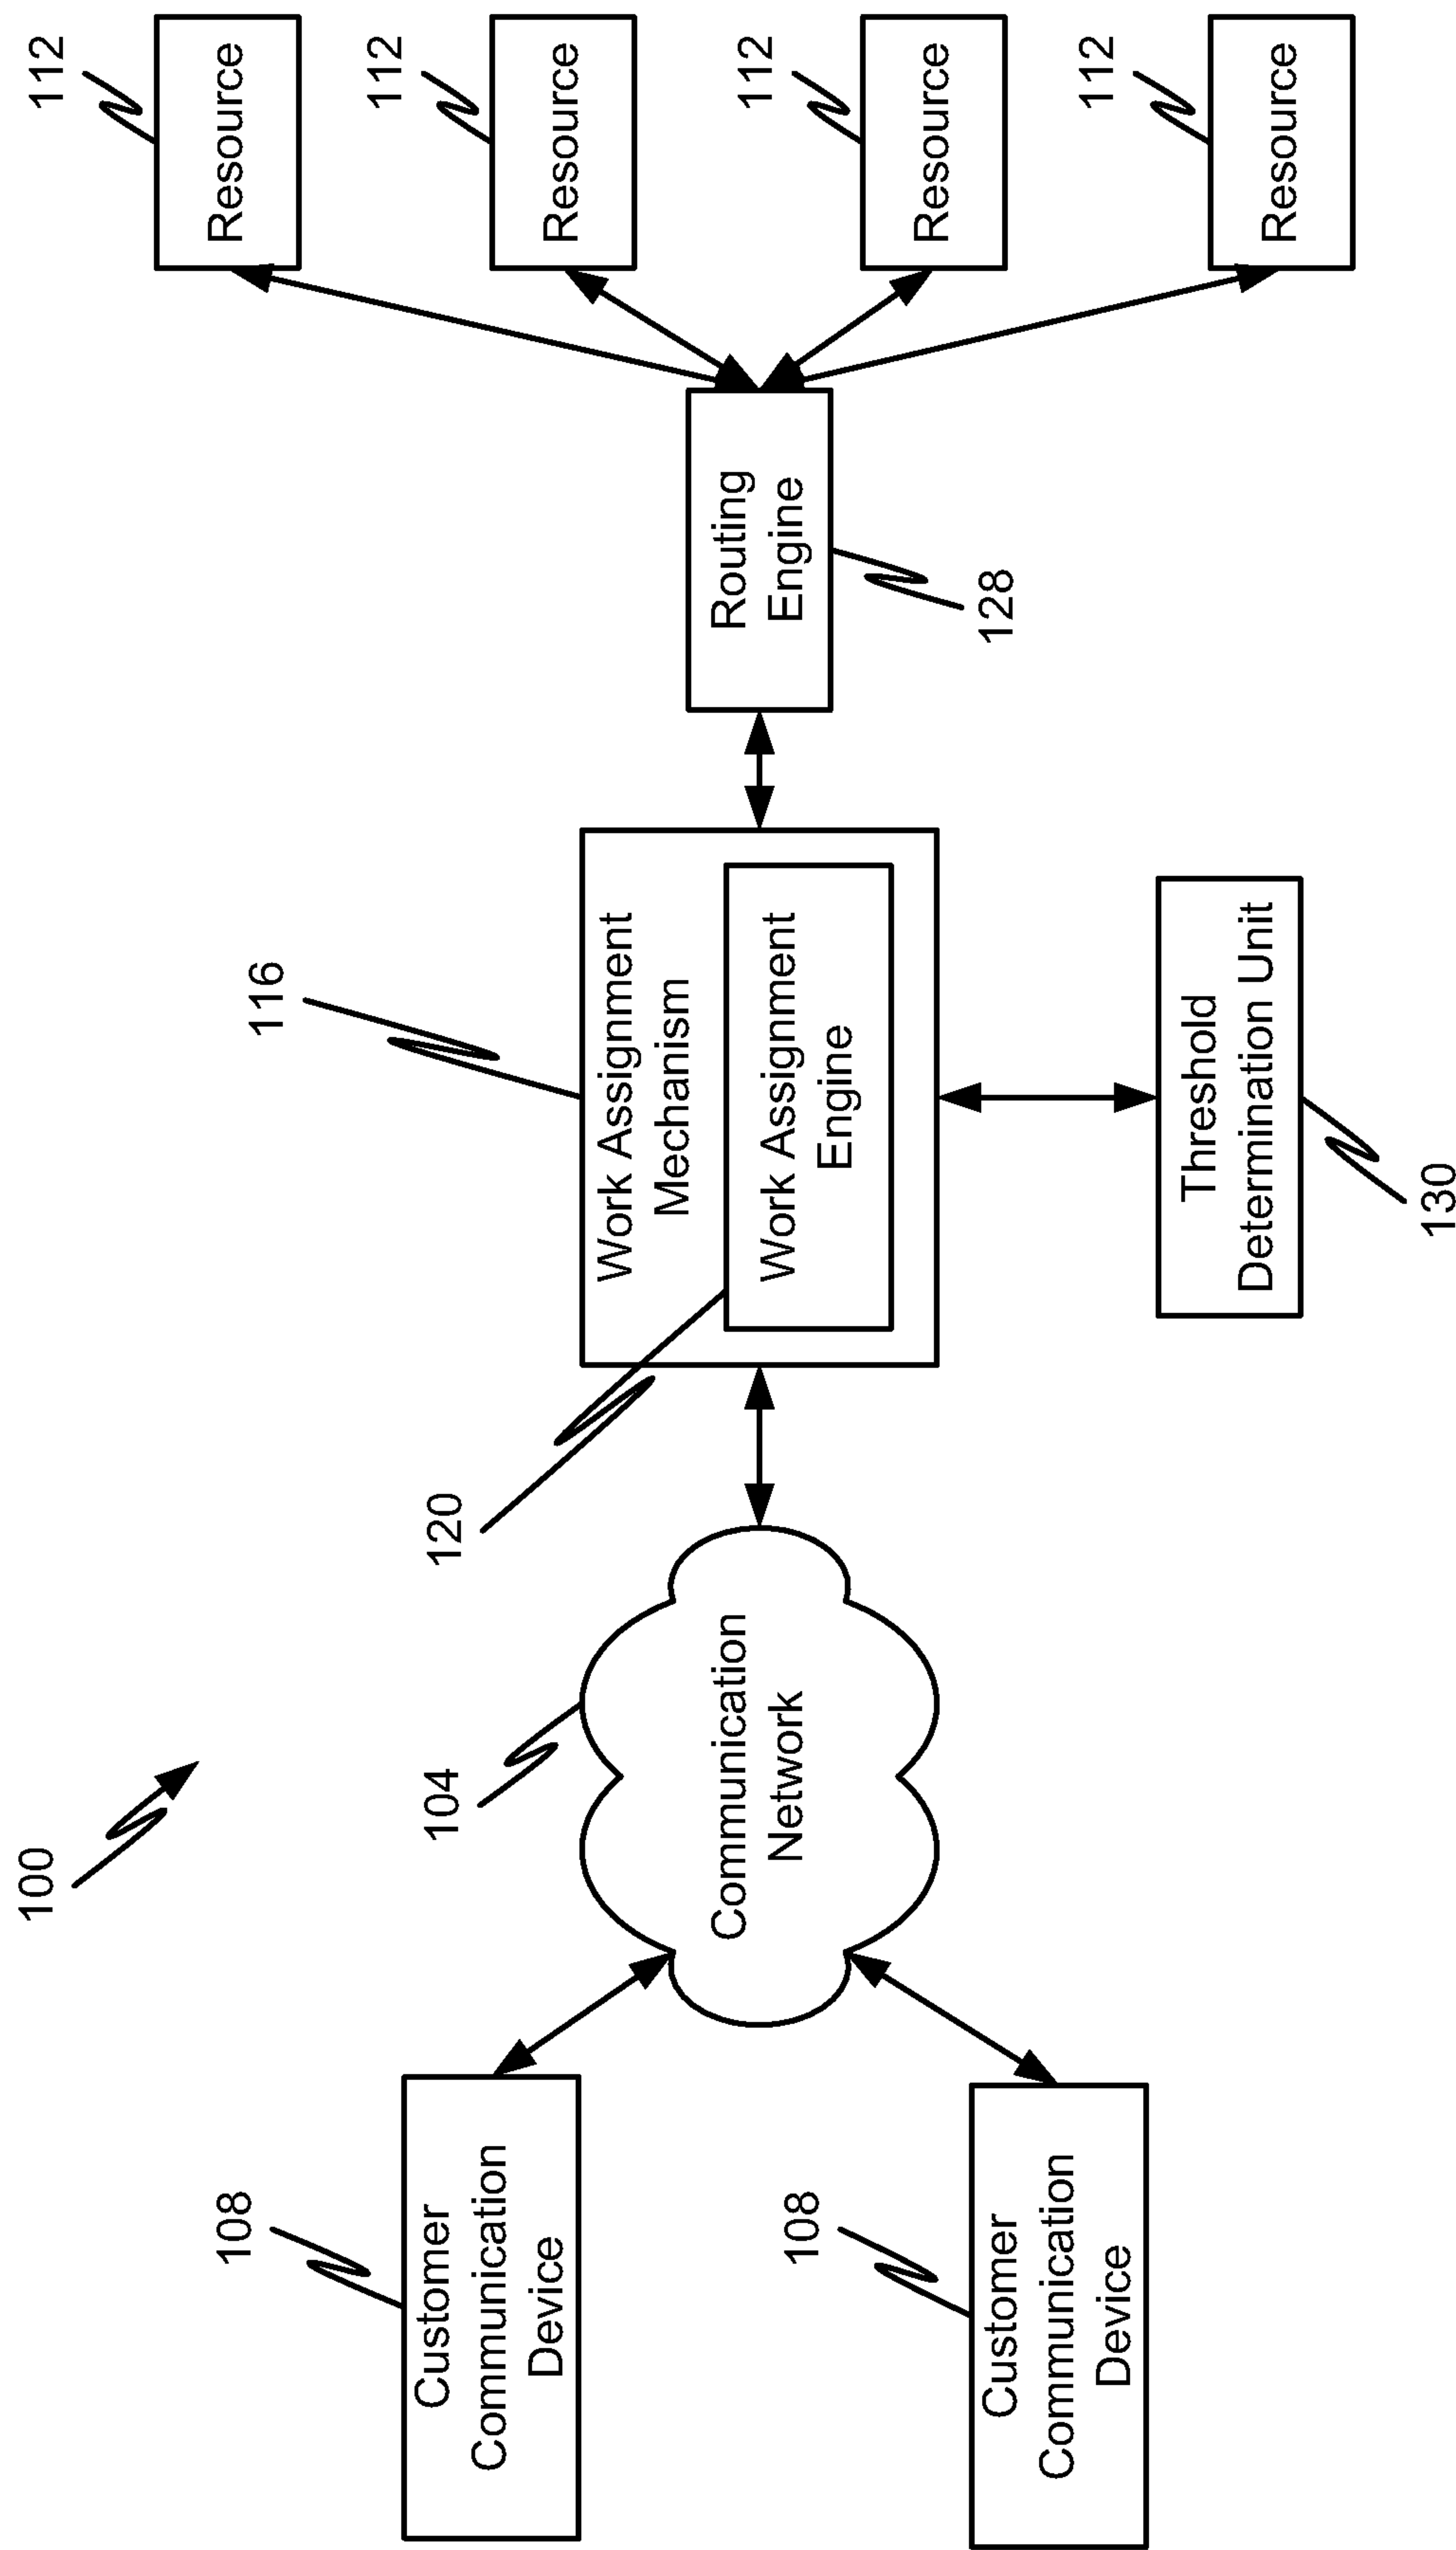 100
108
Customer
Communication
Device
108
Customer
Communication
Device
104
Communication
Network
120
116
Work Assignment
Mechanism
Work Assignment
Engine
Threshold
Determination Unit
130
Routing
Engine
128
112
Resource
112
Resource
112
Resource
112
Resource